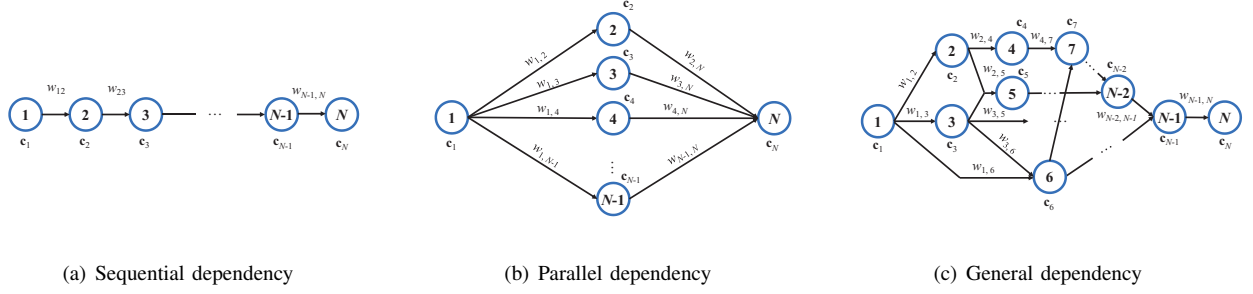 w12 w23 wN-1, N
1 2 3 ... N-1 N
c1 c2 c3 cN-1 cN
(a) Sequential dependency
c2
2
w1, 2 w2, N
c3
3
w1, 3 w3, N
c4
1 w1, 4 4 w4, N N
c1 cN
w1, N-1 wN-1, N
⋮ cN-1
N-1
(b) Parallel dependency
c4 c7
2 w2, 4 4 w4, 7 7
c2 w2, 5 c5 ... cN-2
w1, 2 5 ... N-2
1 w1, 3 3 w3, 5 ... wN-2, N-1 N-1 wN-1, N N
c1 c3 cN-1 cN
w3, 6 ...
w1, 6 6
c6
(c) General dependency